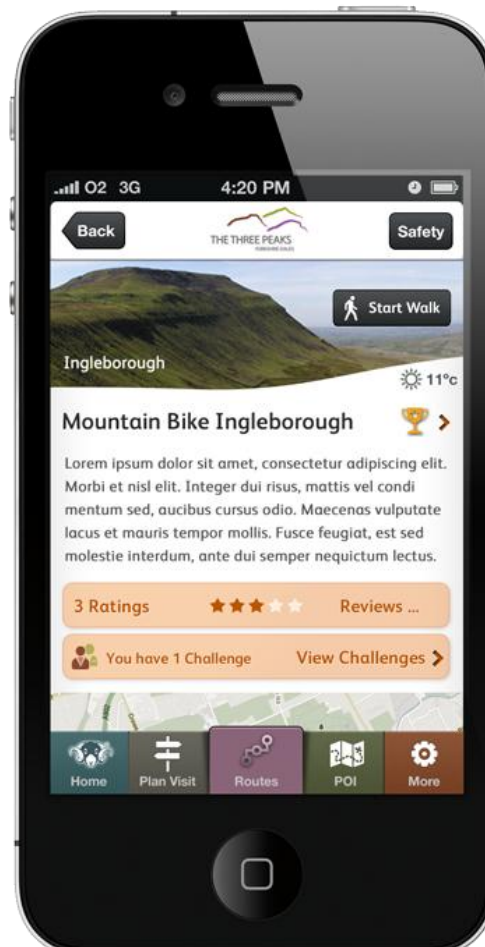 O2 3G 4:20 PM
Back
THE THREE PEAKS
YORKSHIRE DALES
Safety
Start Walk
Ingleborough
11°c
Mountain Bike Ingleborough
Lorem ipsum dolor sit amet, consectetur adipiscing elit.
Morbi et nisl elit. Integer dui risus, mattis vel condi
mentum sed, aucibus cursus odio. Maecenas vulputate
lacus et mauris tempor mollis. Fusce feugiat, est sed
molestie interdum, ante dui semper nequictum lectus.
3 Ratings Reviews ...
You have 1 Challenge View Challenges
Home Plan Visit Routes POI More